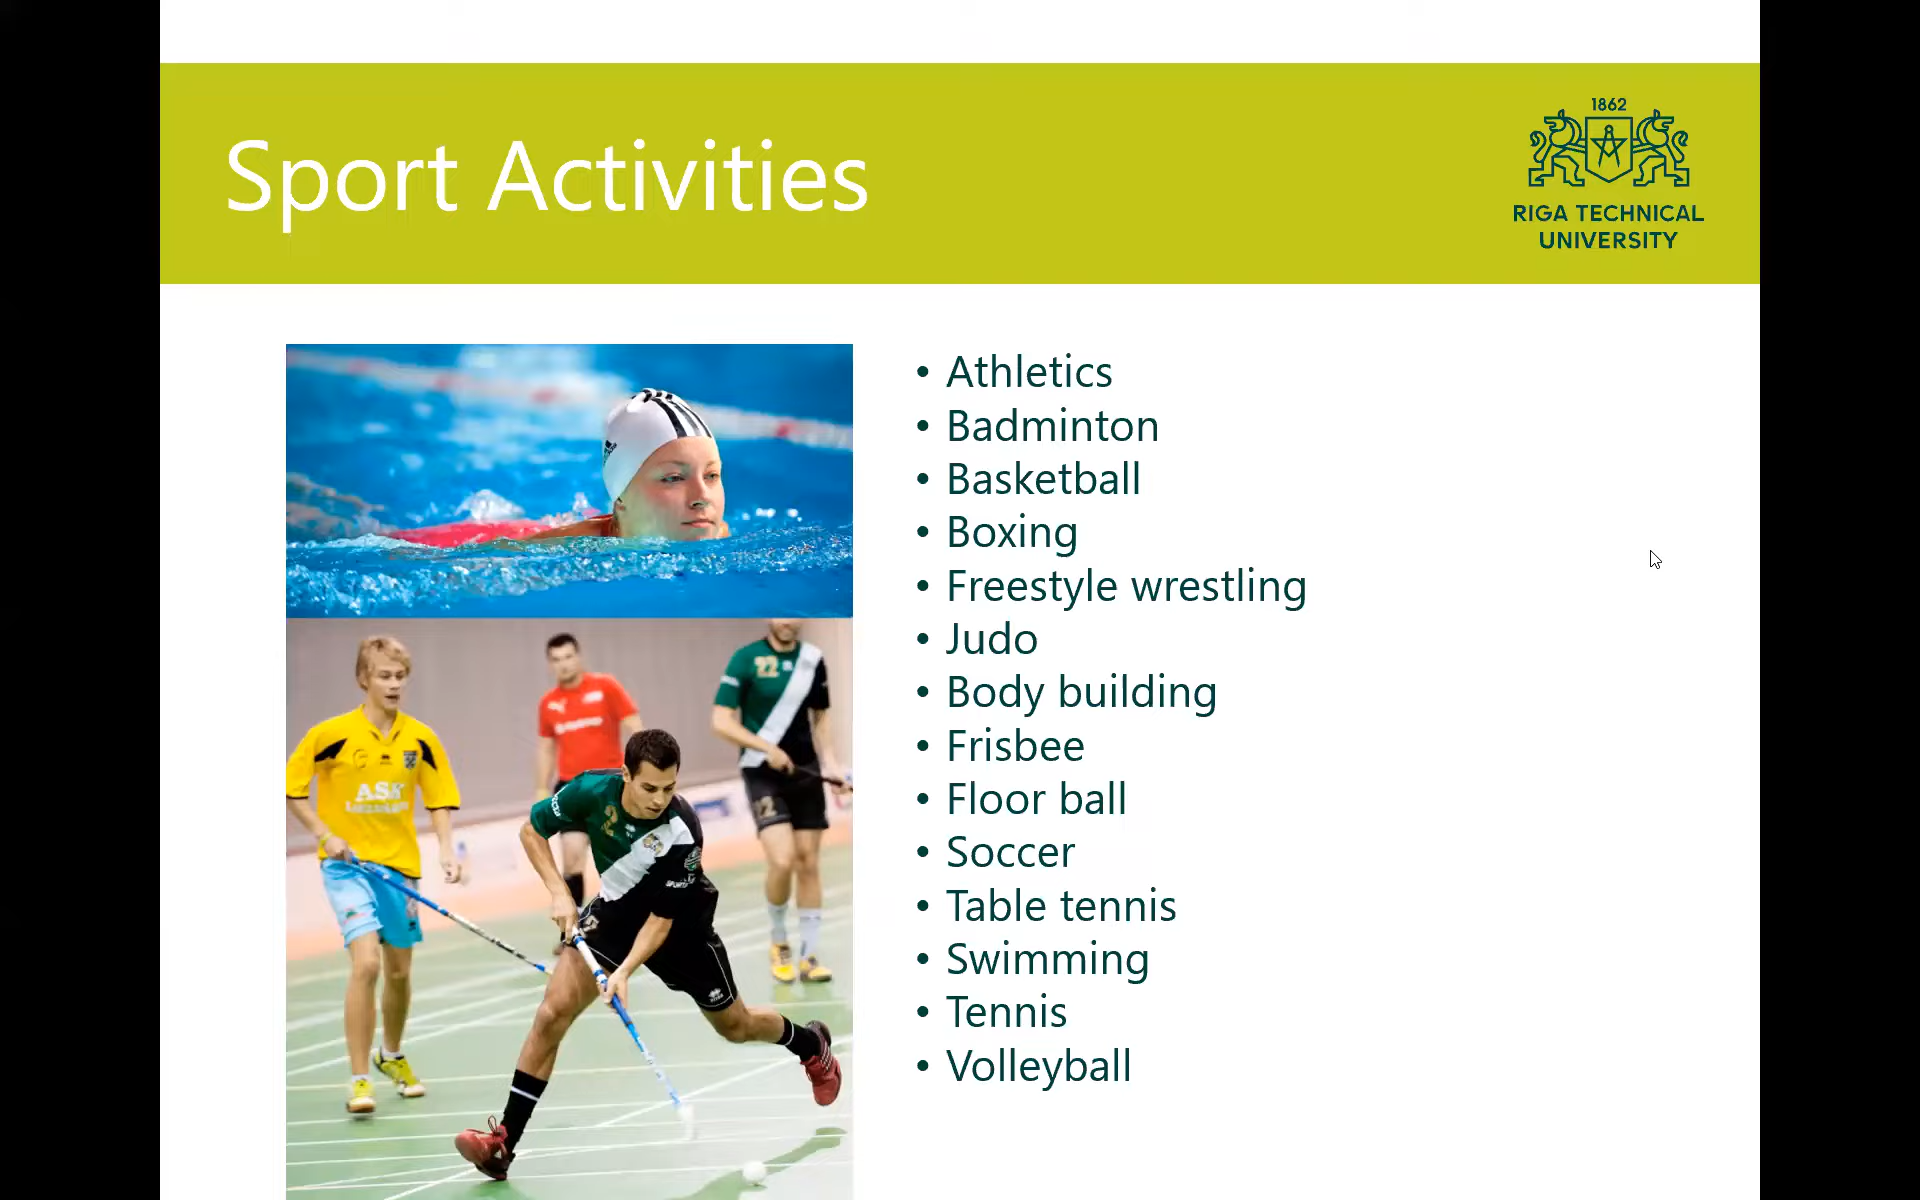 Sport Activities
1862
RIGA TECHNICAL
UNIVERSITY
• Athletics
• Badminton
• Basketball
• Boxing
• Freestyle wrestling
• Judo
• Body building
• Frisbee
• Floor ball
• Soccer
• Table tennis
• Swimming
• Tennis
• Volleyball
22
ASK